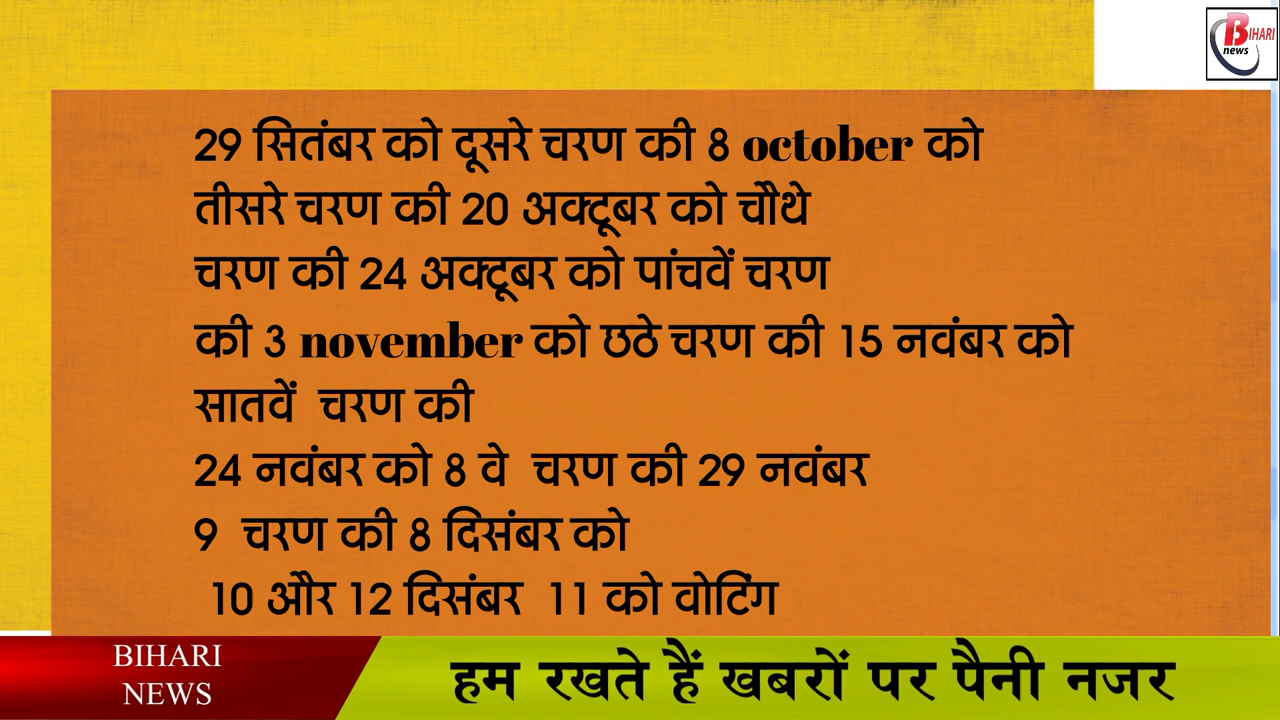 BIHARI
news
29 सितंबर को दूसरे चरण की 8 october को
तीसरे चरण की 20 अक्टूबर को चौथे
चरण की 24 अक्टूबर को पांचवें चरण
की 3 november को छठे चरण की 15 नवंबर को
सातवें चरण की
24 नवंबर को 8 वे चरण की 29 नवंबर
9 चरण की 8 दिसंबर को
10 और 12 दिसंबर 11 को वोटिंग
BIHARI
NEWS
हम रखते हैं खबरों पर पैनी नजर